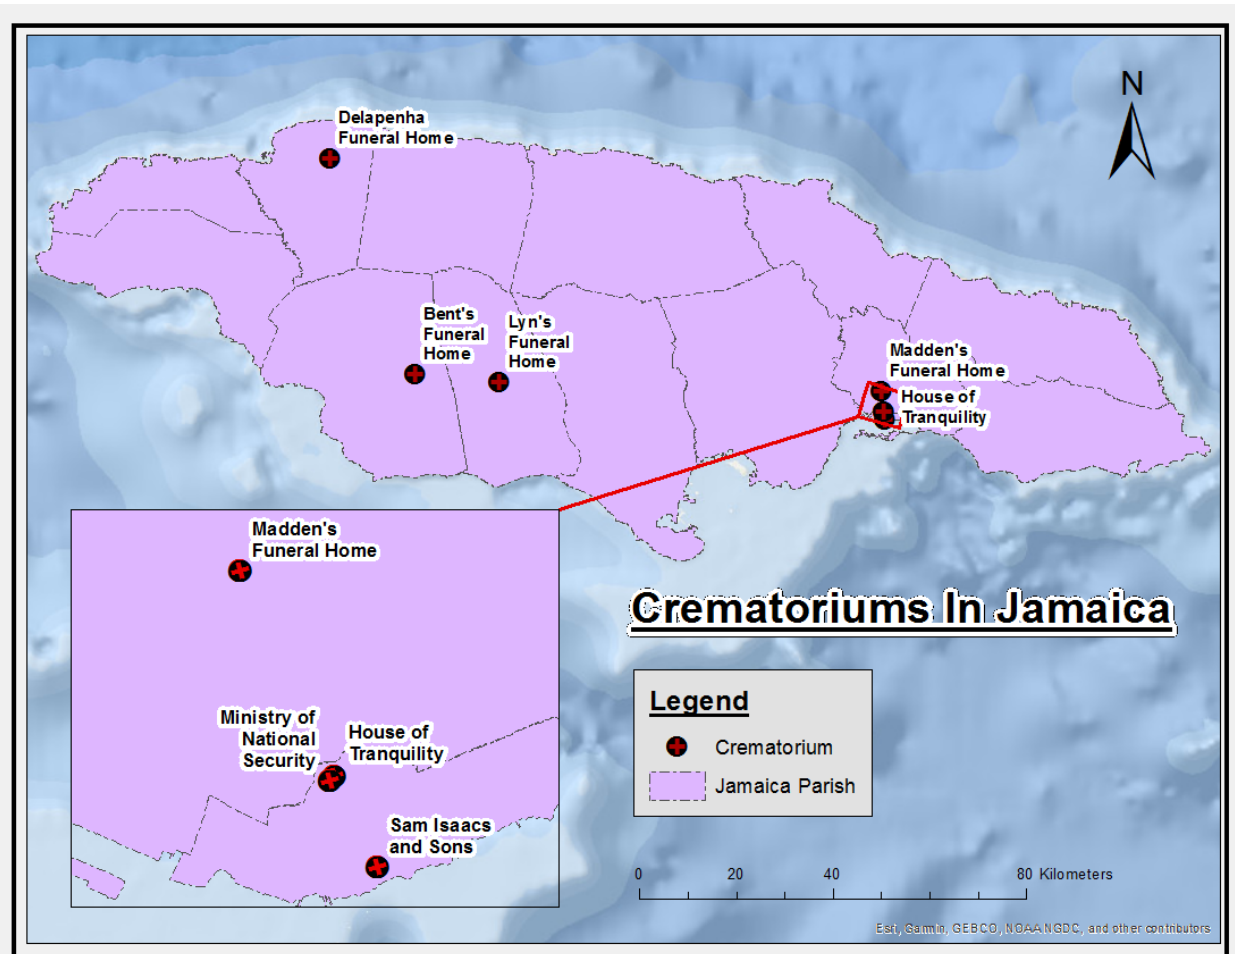 N
Delapenha
Funeral Home
Bent's
Funeral
Home
Lyn's
Funeral
Home
Madden's
Funeral Home
House of
Tranquility
Madden's
Funeral Home
Ministry of
National
Security
House of
Tranquility
Sam Isaacs
and Sons
Crematoriums In Jamaica
Legend
Crematorium
Jamaica Parish
0 20 40 80 Kilometers
Esri, Garmin, GEBCO, NOAA NGDC, and other contributors